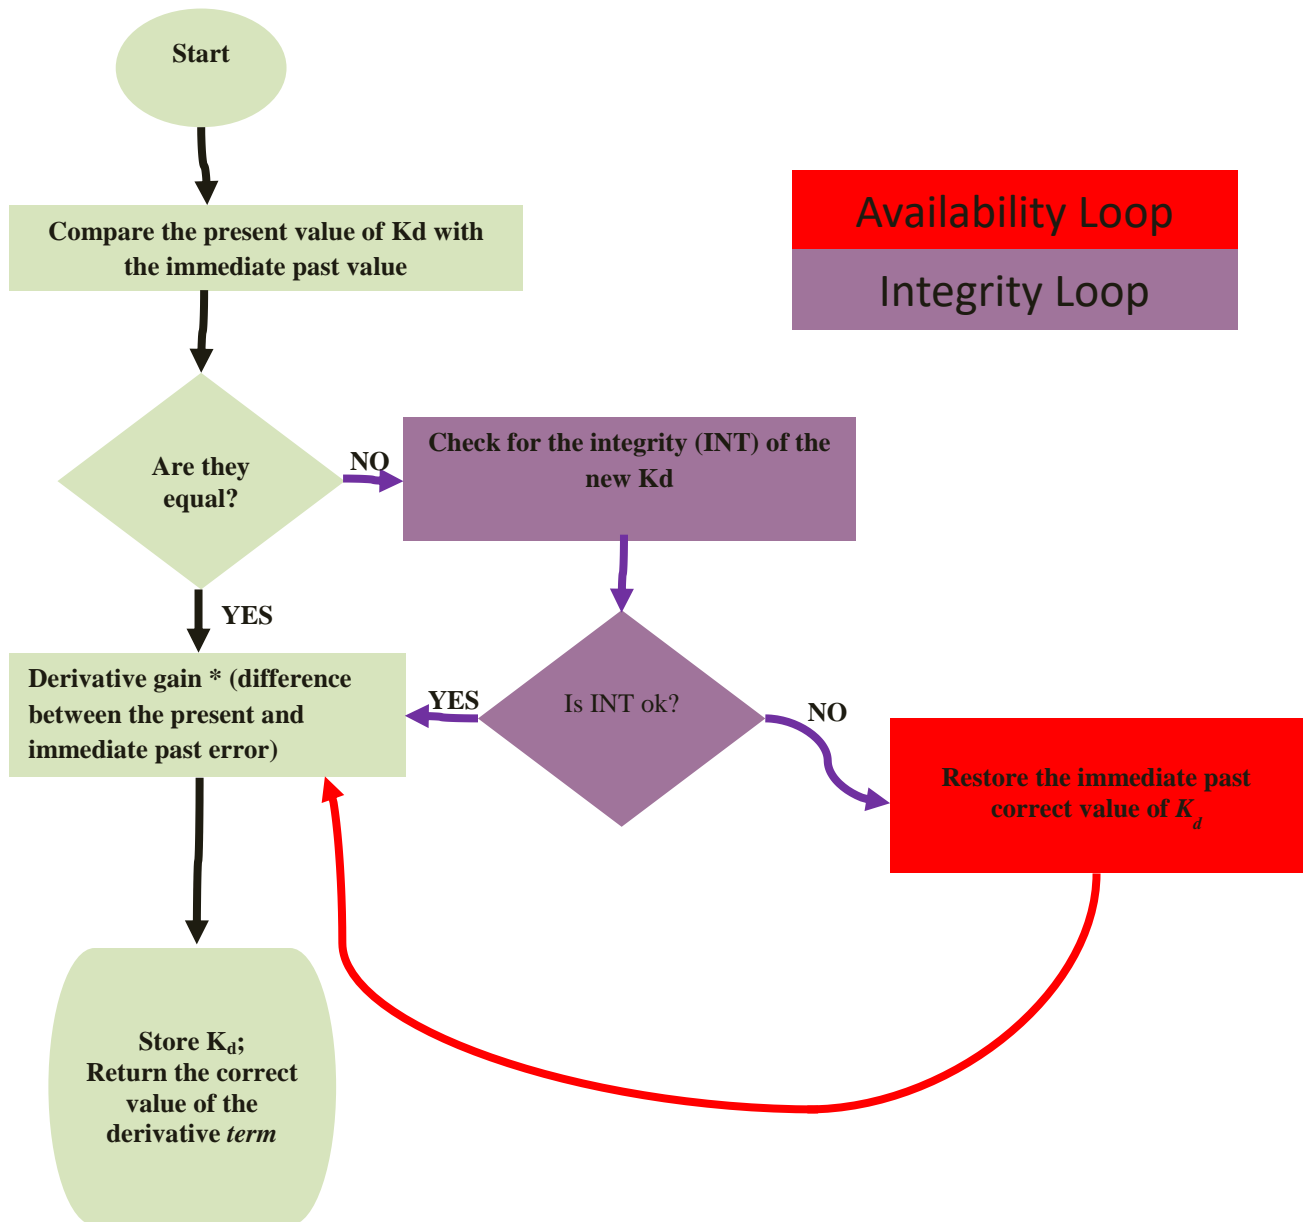 Start
Compare the present value of Kd with
the immediate past value
Availability Loop
Integrity Loop
Are they
equal?
NO
Check for the integrity (INT) of the
new Kd
YES
Derivative gain * (difference
between the present and
immediate past error)
YES
Is INT ok?
NO
Restore the immediate past
correct value of K_d
Store K_d;
Return the correct
value of the
derivative term